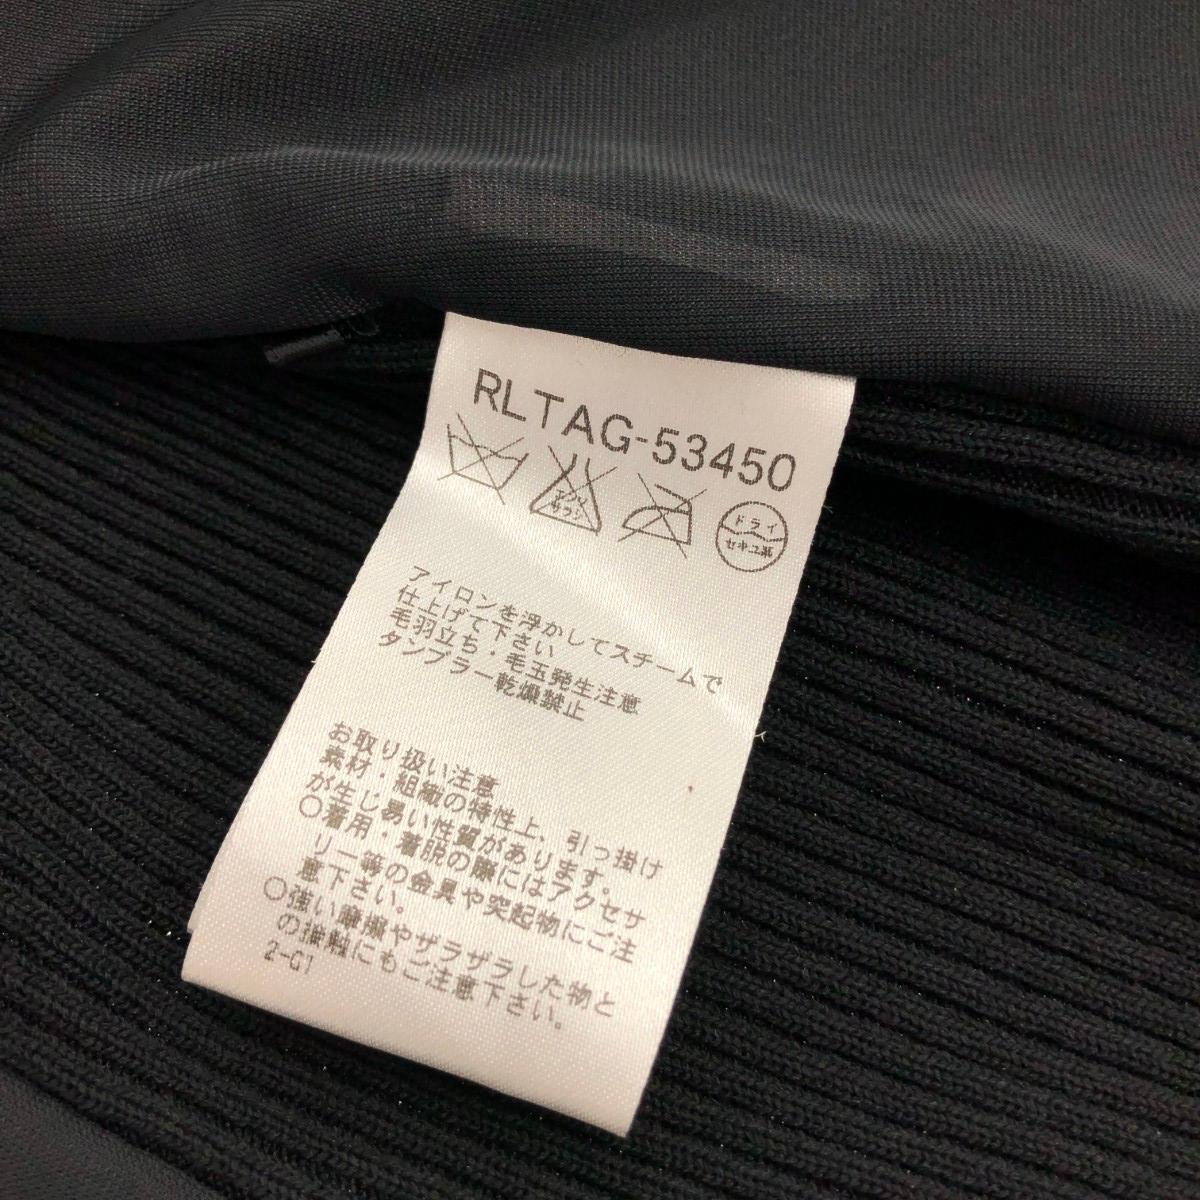 RLTAG-53450
エンソ
サラシ
ドライ
セキユ系
アイロンを浮かしてスチームで
仕上げて下さい
毛羽立ち・毛玉発生注意
タンブラー乾燥禁止
お取り扱い注意
素材・組織の特性上、引っ掛け
が生じ易い性質があります。
○着用・着脱の際にはアクセサ
リー等の金具や突起物にご注
意下さい。
○強い摩擦やザラザラした物と
の接触にもご注意下さい。
2-G1